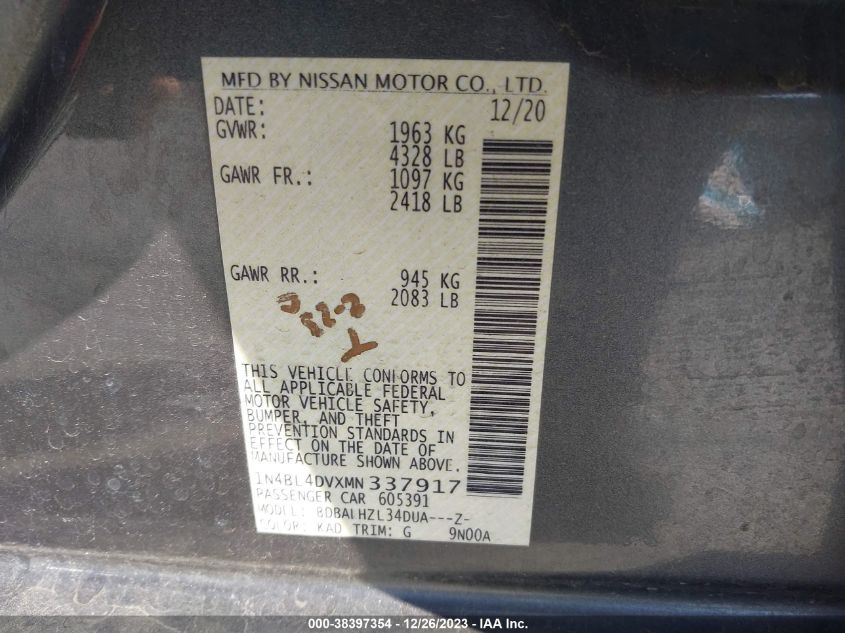 MFD BY NISSAN MOTOR CO., LTD.
DATE: 12/20
GVWR: 1963 KG
4328 LB
GAWR FR.: 1097 KG
2418 LB
GAWR RR.: 945 KG
2083 LB
THIS VEHICLE CONFORMS TO
ALL APPLICABLE FEDERAL
MOTOR VEHICLE SAFETY,
BUMPER, AND THEFT
PREVENTION STANDARDS IN
EFFECT ON THE DATE OF
MANUFACTURE SHOWN ABOVE.
1N4BL4DVXMN337917
PASSENGER CAR 605391
MODEL: BDBALHZL34DUA---Z-
COLOR: KAD TRIM: G 9N00A
000-38397354 - 12/26/2023 - IAA Inc.